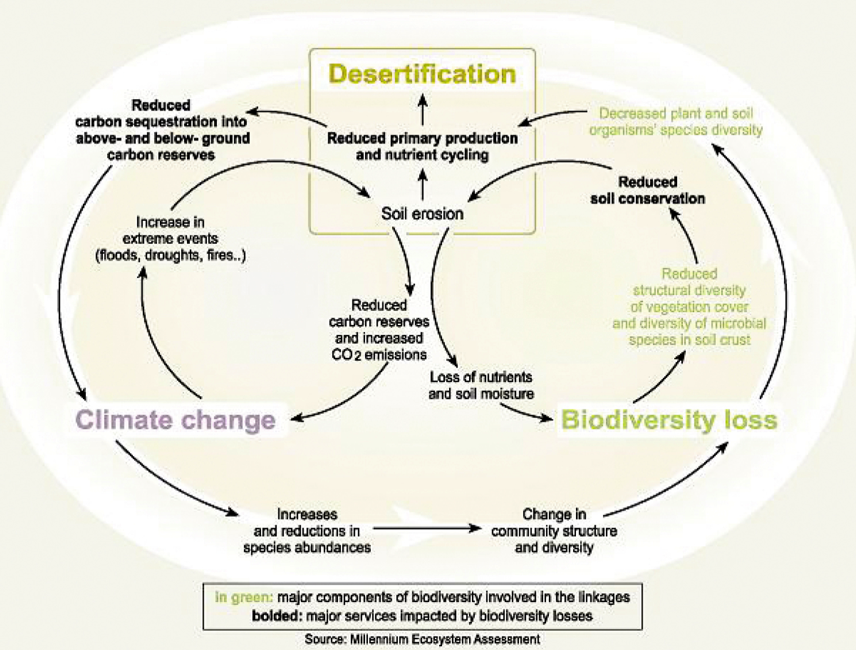 Desertification
Reduced
carbon sequestration into
above- and below- ground
carbon reserves
Reduced primary production
and nutrient cycling
Decreased plant and soil
organisms' species diversity
Reduced
soil conservation
Soil erosion
Increase in
extreme events
(floods, droughts, fires..)
Reduced
structural diversity
of vegetation cover
and diversity of microbial
species in soil crust
Reduced
carbon reserves
and increased
CO2 emissions
Loss of nutrients
and soil moisture
Climate change
Biodiversity loss
Increases
and reductions in
species abundances
Change in
community structure
and diversity
in green: major components of biodiversity involved in the linkages
bolded: major services impacted by biodiversity losses
Source: Millennium Ecosystem Assessment